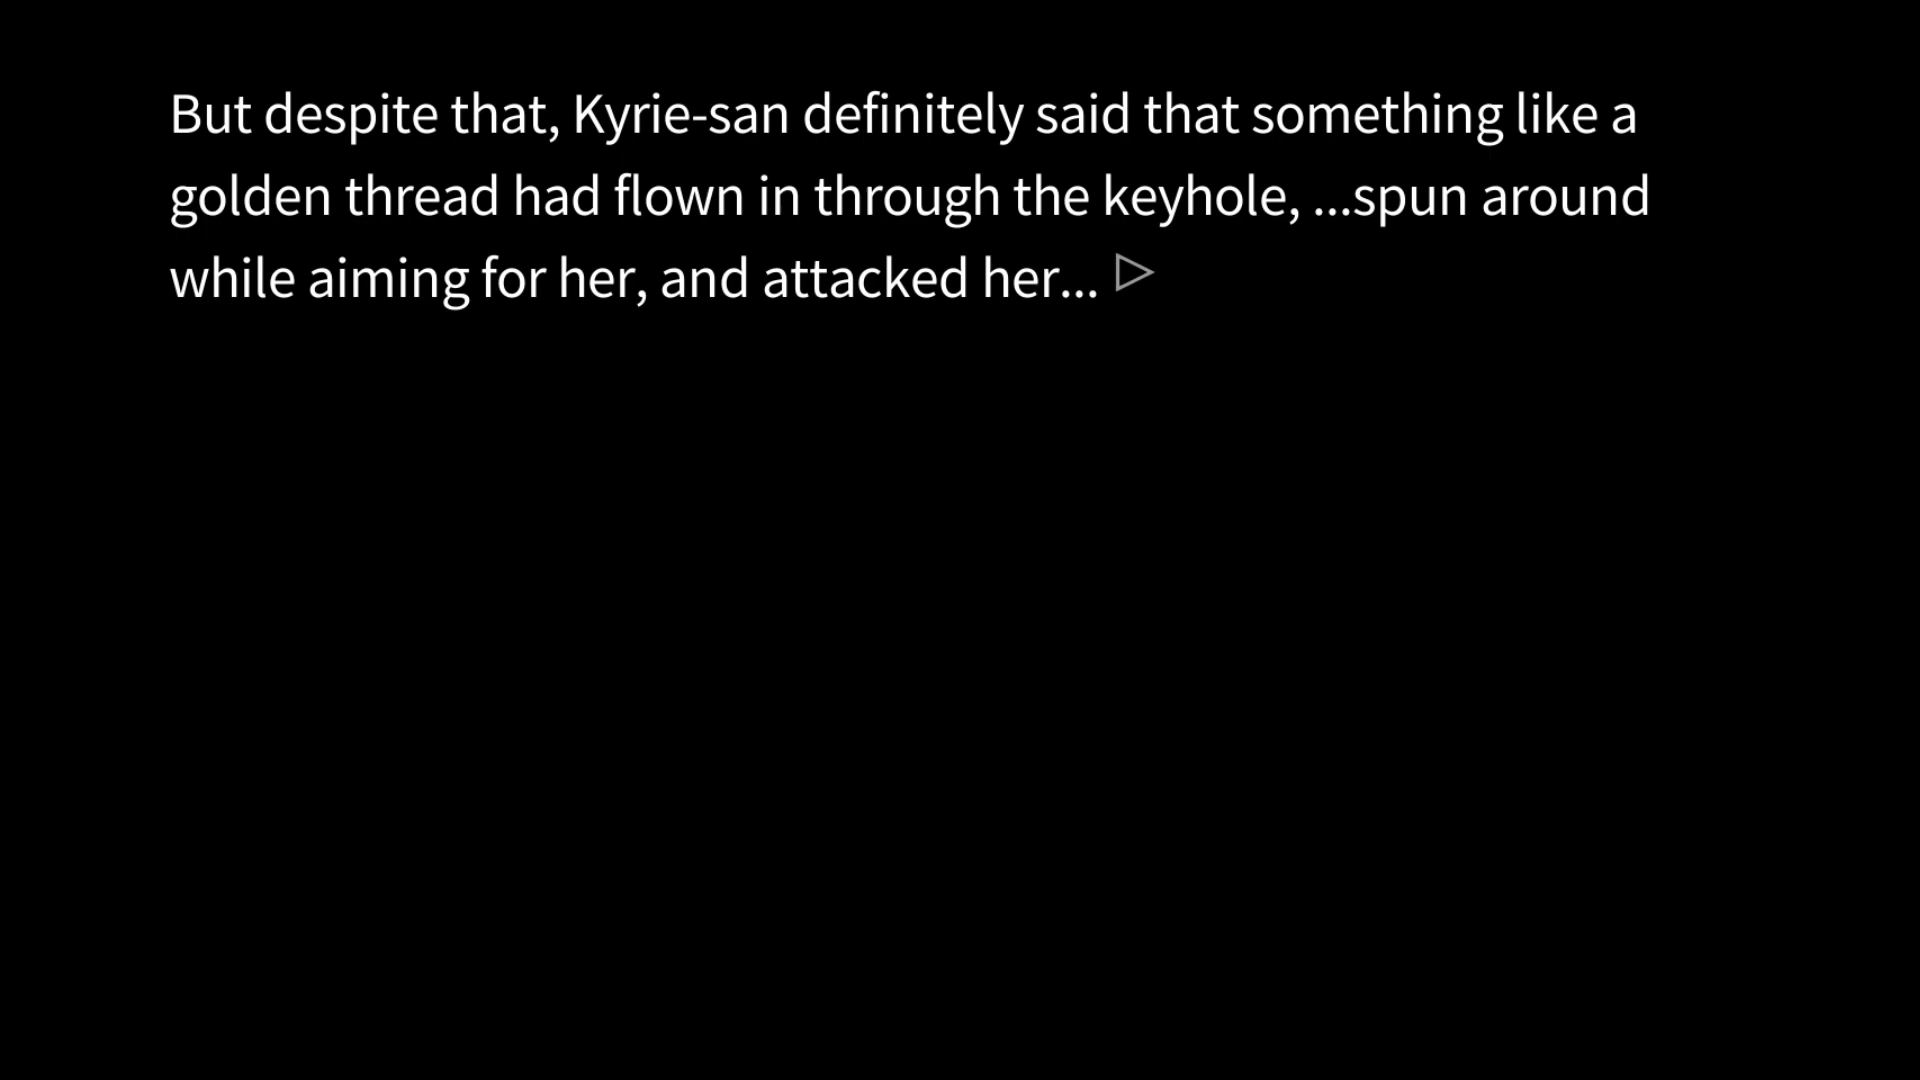 But despite that, Kyrie-san definitely said that something like a
golden thread had flown in through the keyhole, ...spun around
while aiming for her, and attacked her...